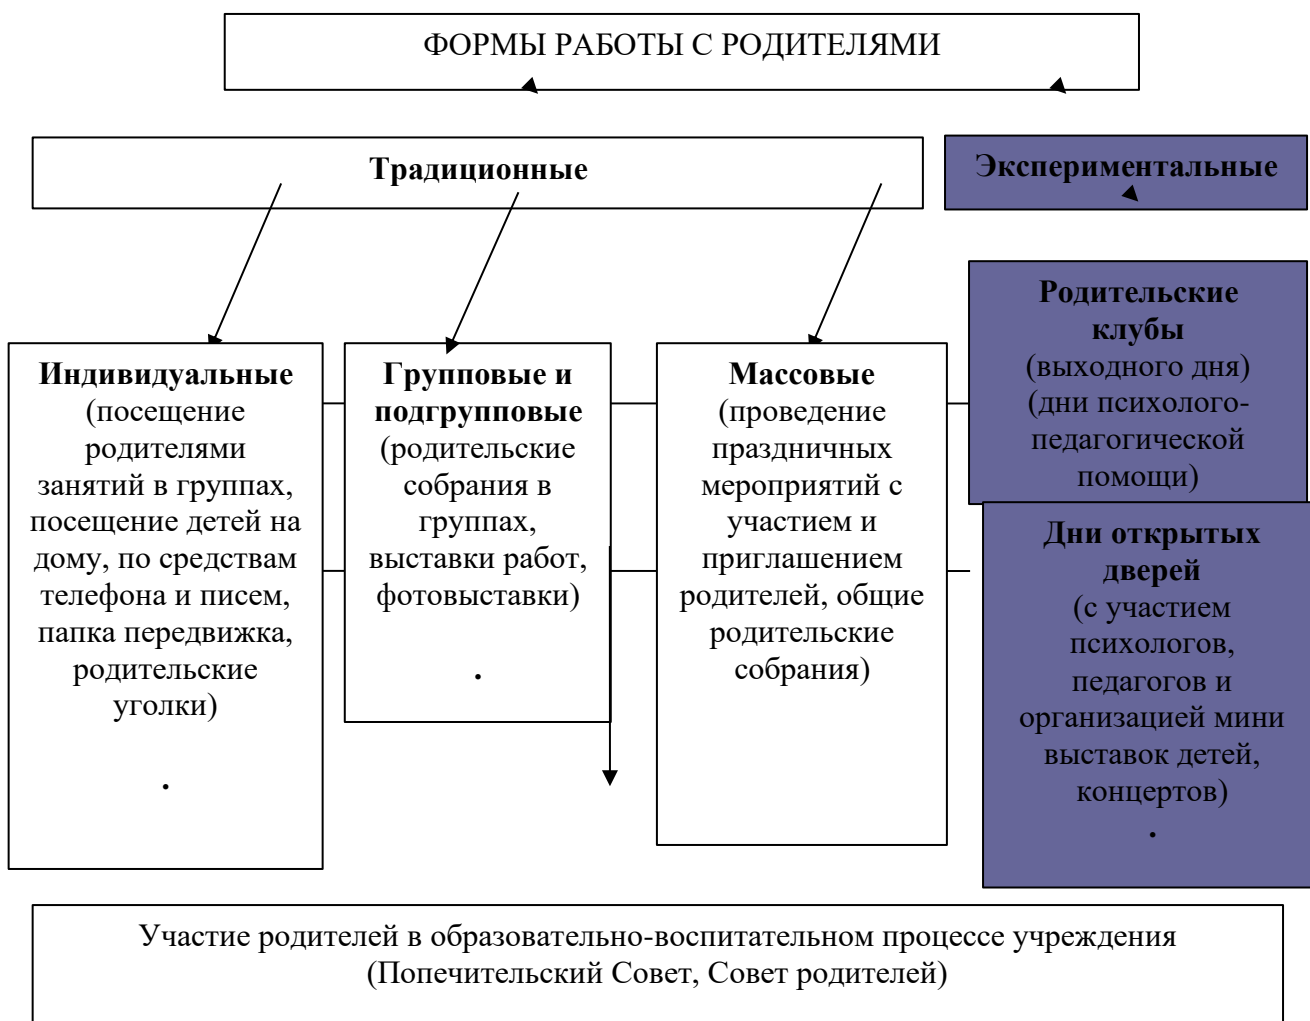 ФОРМЫ РАБОТЫ С РОДИТЕЛЯМИ
Традиционные
Экспериментальные
Индивидуальные
(посещение
родителями
занятий в группах,
посещение детей на
дому, по средствам
телефона и писем,
папка передвижка,
родительские
уголки)
.
Групповые и
подгрупповые
(родительские
собрания в
группах,
выставки работ,
фотовыставки)
.
Массовые
(проведение
праздничных
мероприятий с
участием и
приглашением
родителей, общие
родительские
собрания)
Родительские
клубы
(выходного дня)
(дни психолого-
педагогической
помощи)
Дни открытых
дверей
(с участием
психологов,
педагогов и
организацией мини
выставок детей,
концертов)
.
Участие родителей в образовательно-воспитательном процессе учреждения
(Попечительский Совет, Совет родителей)